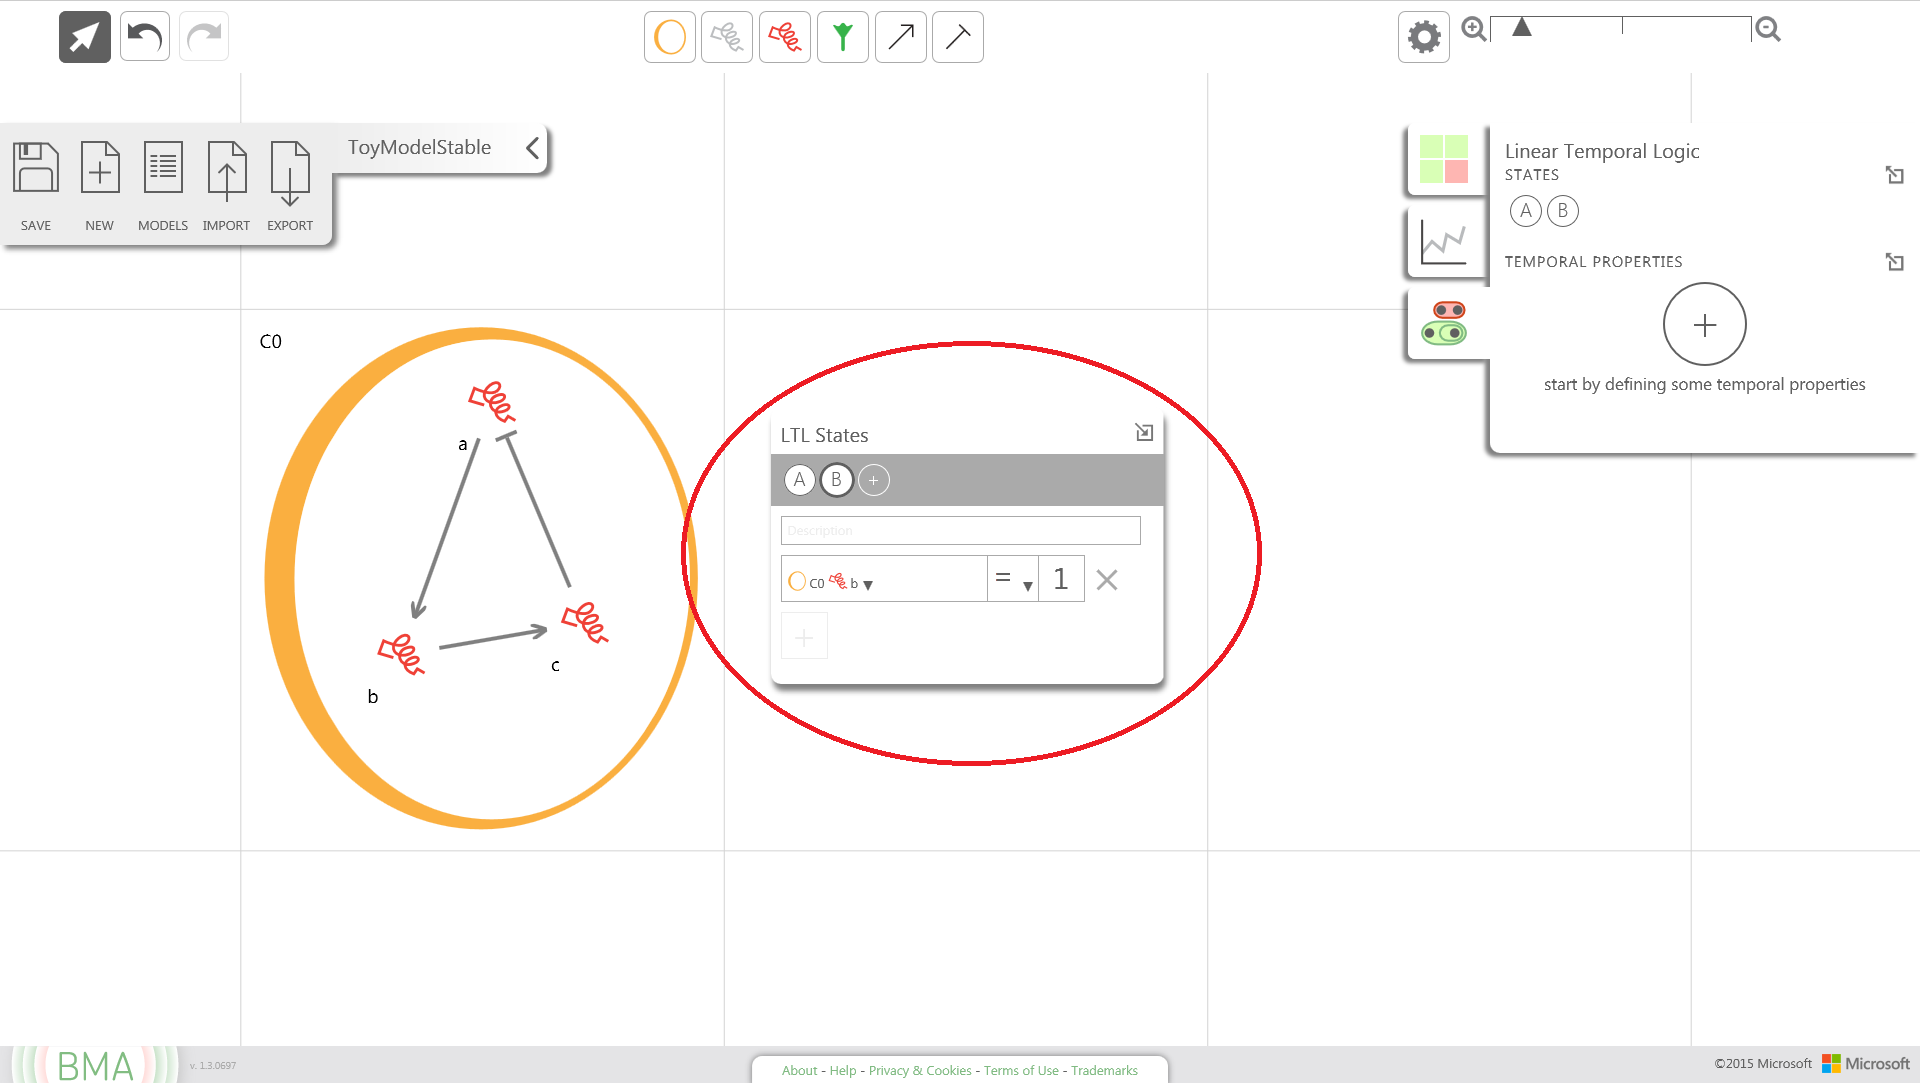 ToyModelStable
SAVE NEW MODELS IMPORT EXPORT
Linear Temporal Logic
STATES
A B
TEMPORAL PROPERTIES
start by defining some temporal properties
C0
a
b
c
LTL States
A B +
Description
C0 b = 1
BMA
v. 1.3.0697
About - Help - Privacy & Cookies - Terms of Use - Trademarks
©2015 Microsoft Microsoft